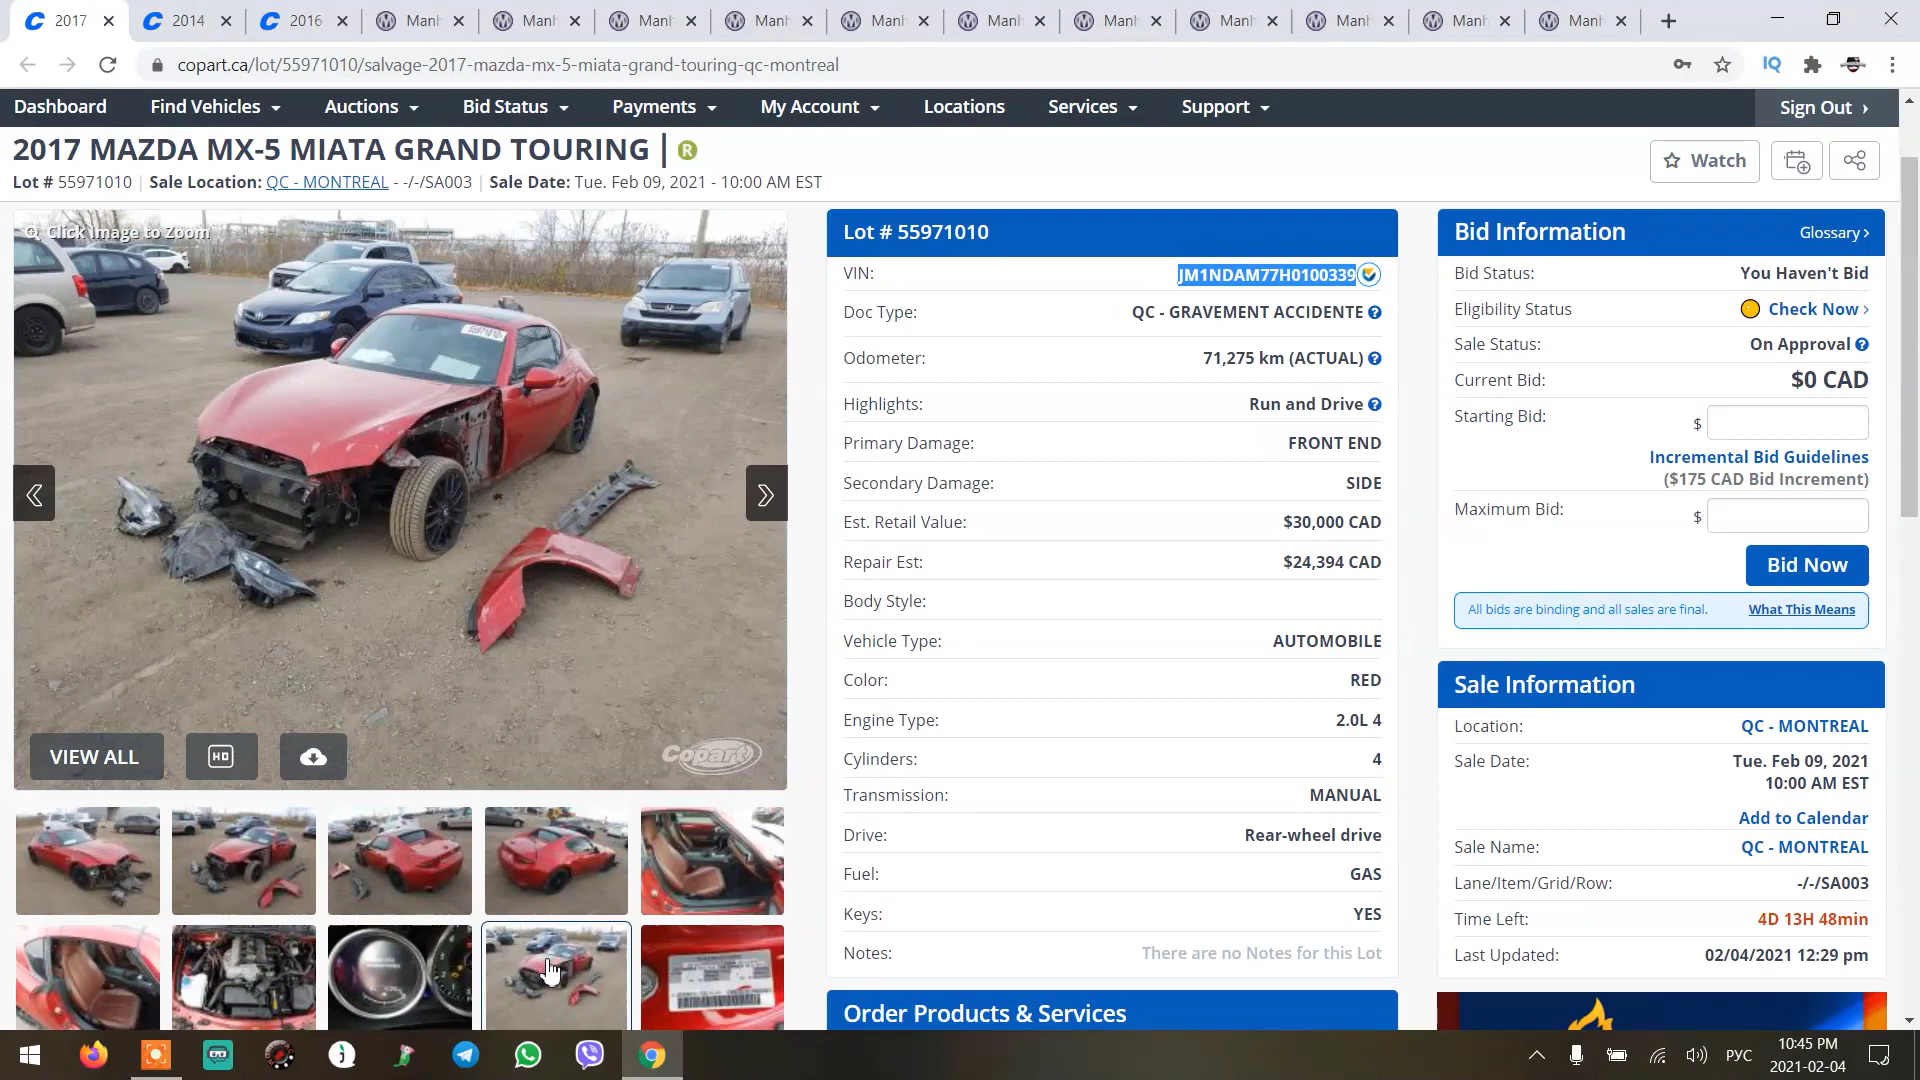 2017
2014
2016
Manh
Manh
Manh
Manh
Manh
Manh
Manh
Manh
Manh
Manh
Manh
copart.ca/lot/55971010/salvage-2017-mazda-mx-5-miata-grand-touring-qc-montreal
IQ
Dashboard Find Vehicles Auctions Bid Status Payments My Account Locations Services Support Sign Out
2017 MAZDA MX-5 MIATA GRAND TOURING | R
Lot # 55971010 | Sale Location: QC - MONTREAL - -/-/SA003 | Sale Date: Tue. Feb 09, 2021 - 10:00 AM EST
Watch
Click Image to Zoom
55971010
Copart
VIEW ALL
HD
Lot # 55971010
VIN: JM1NDAM77H0100339
Doc Type: QC - GRAVEMENT ACCIDENTE
Odometer: 71,275 km (ACTUAL)
Highlights: Run and Drive
Primary Damage: FRONT END
Secondary Damage: SIDE
Est. Retail Value: $30,000 CAD
Repair Est: $24,394 CAD
Body Style:
Vehicle Type: AUTOMOBILE
Color: RED
Engine Type: 2.0L 4
Cylinders: 4
Transmission: MANUAL
Drive: Rear-wheel drive
Fuel: GAS
Keys: YES
Notes: There are no Notes for this Lot
Order Products & Services
Bid Information Glossary
Bid Status: You Haven't Bid
Eligibility Status Check Now
Sale Status: On Approval
Current Bid: $0 CAD
Starting Bid: $
Incremental Bid Guidelines
($175 CAD Bid Increment)
Maximum Bid: $
Bid Now
All bids are binding and all sales are final. What This Means
Sale Information
Location: QC - MONTREAL
Sale Date: Tue. Feb 09, 2021
10:00 AM EST
Add to Calendar
Sale Name: QC - MONTREAL
Lane/Item/Grid/Row: -/-/SA003
Time Left: 4D 13H 48min
Last Updated: 02/04/2021 12:29 pm
РУС
10:45 PM
2021-02-04